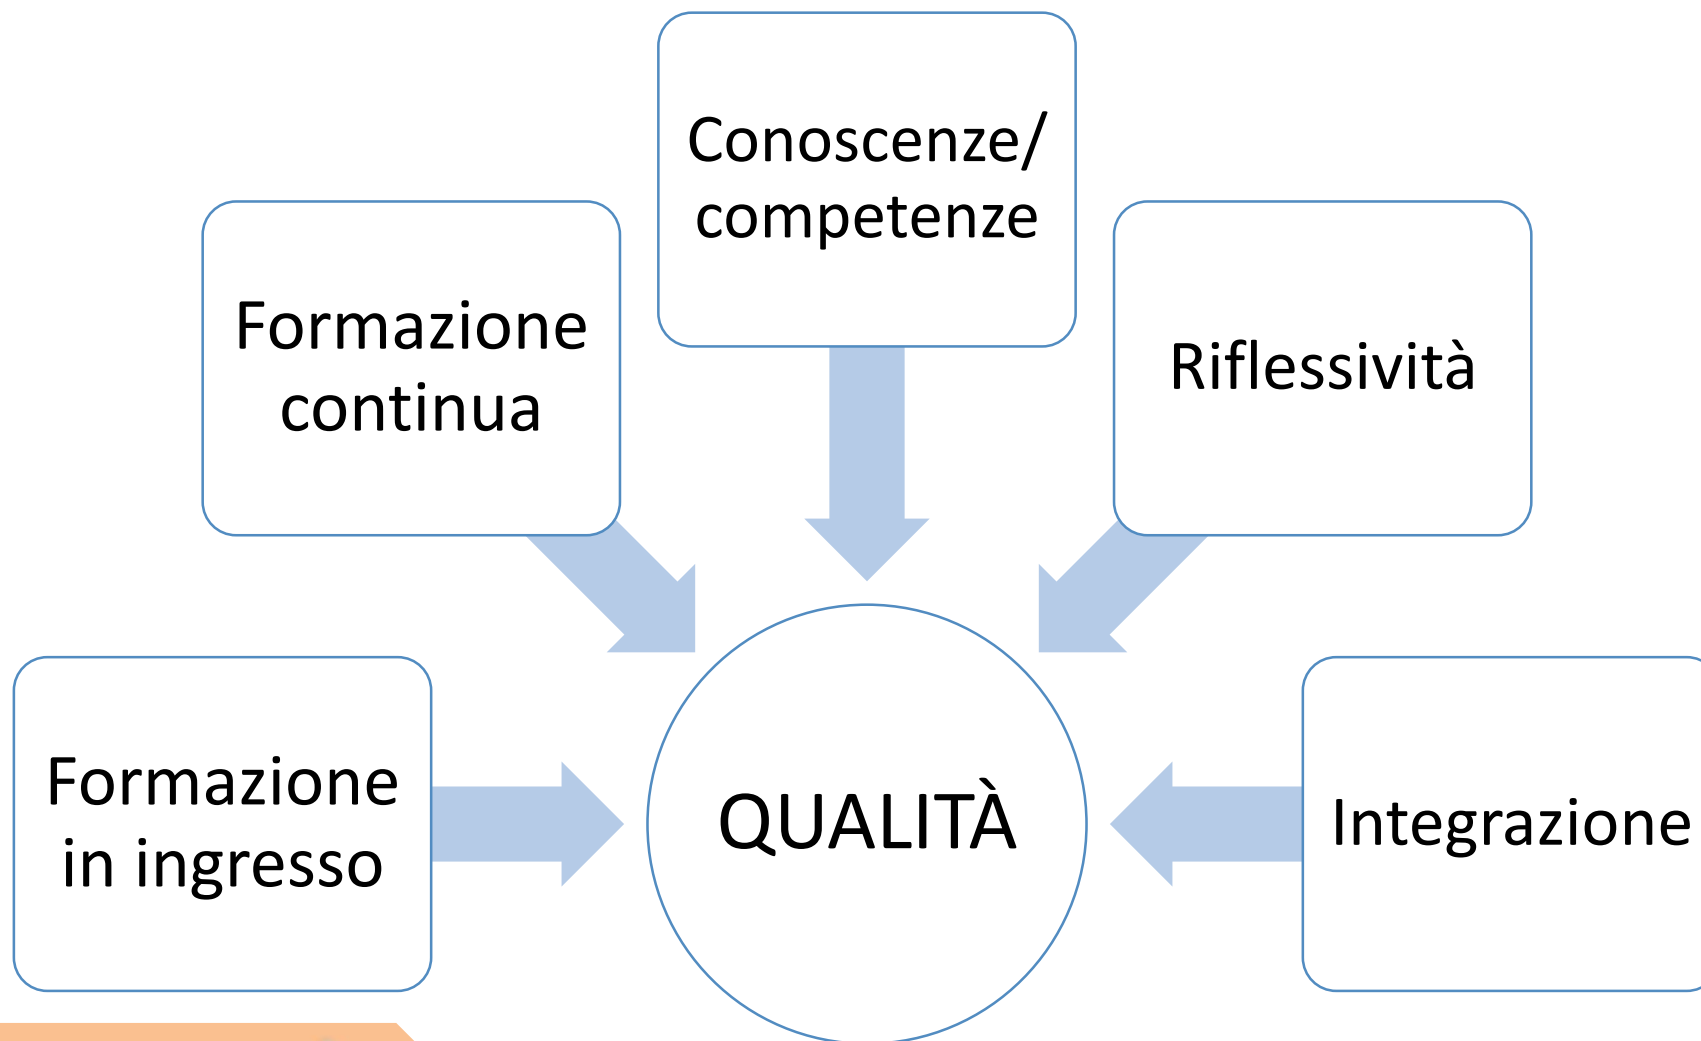 Conoscenze/
competenze
Formazione
continua
Riflessività
Formazione
in ingresso
QUALITÀ
Integrazione